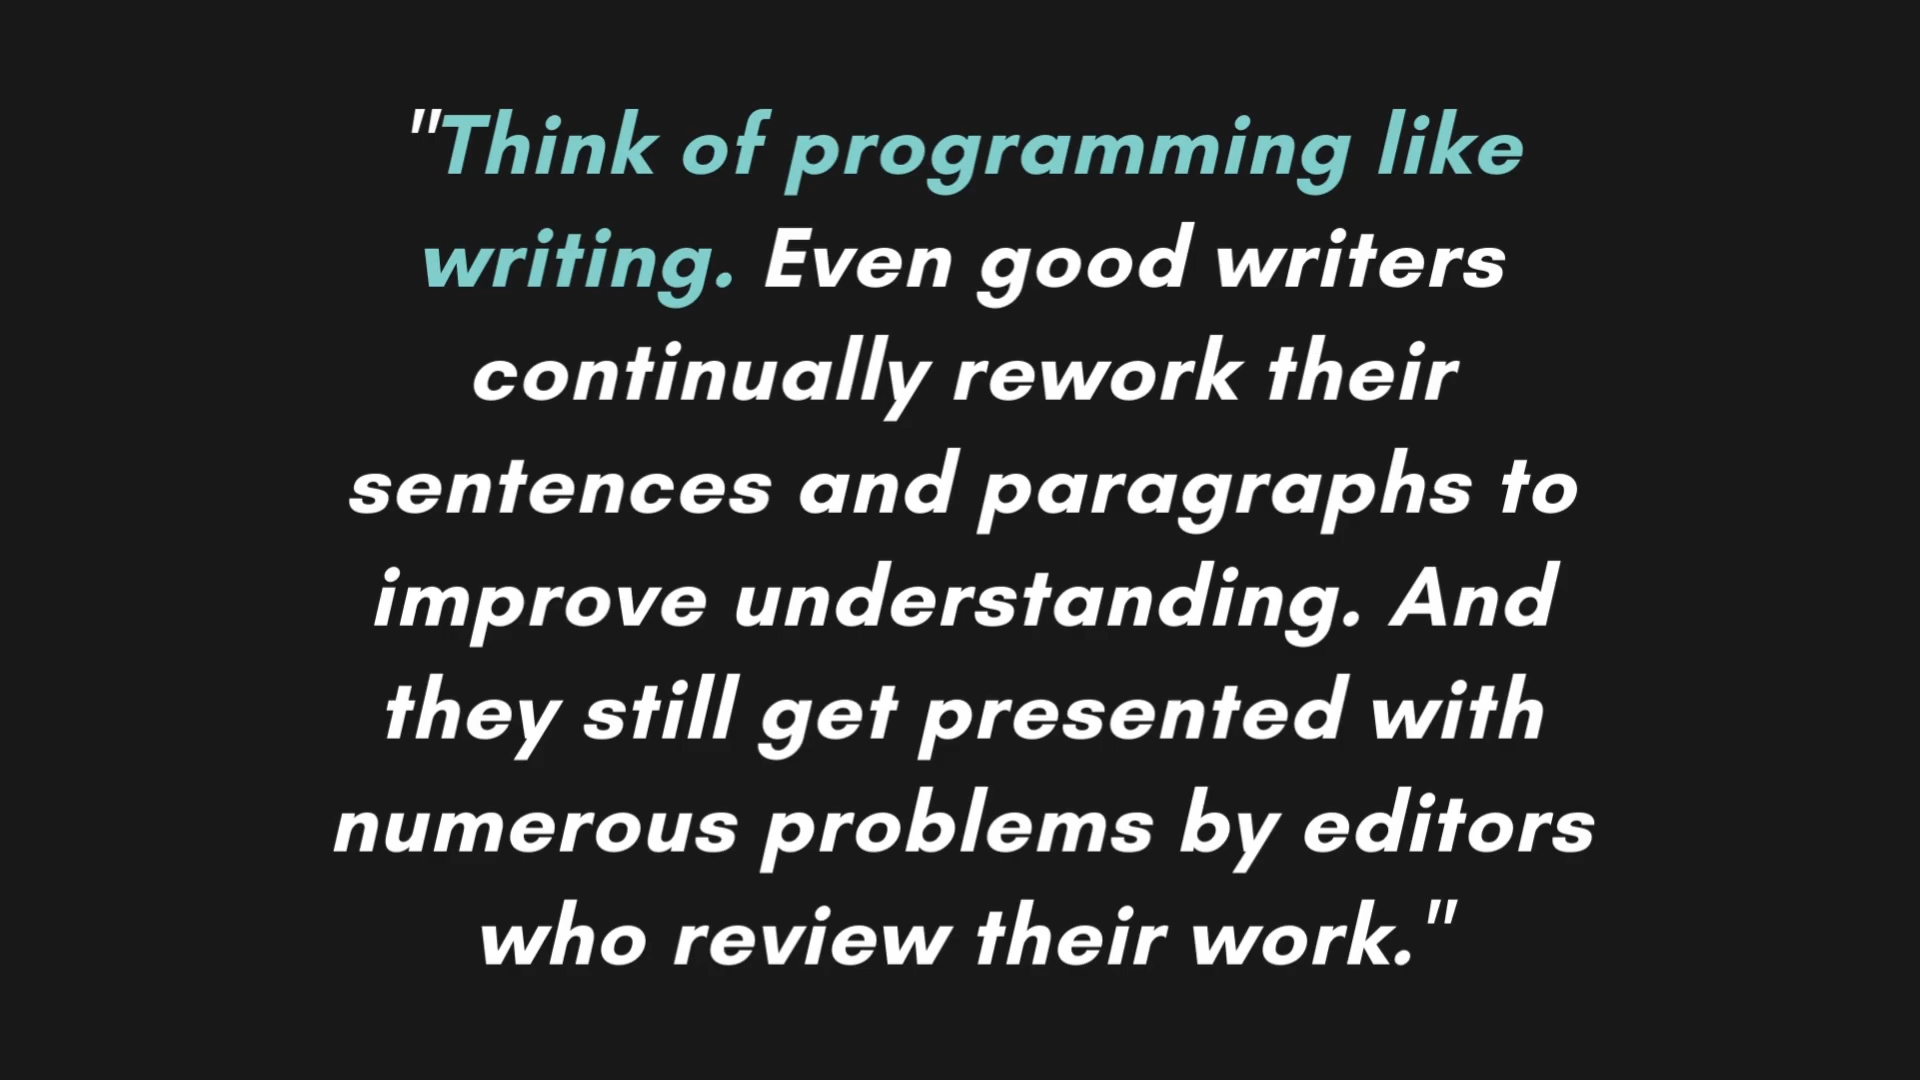 "Think of programming like
writing. Even good writers
continually rework their
sentences and paragraphs to
improve understanding. And
they still get presented with
numerous problems by editors
who review their work."